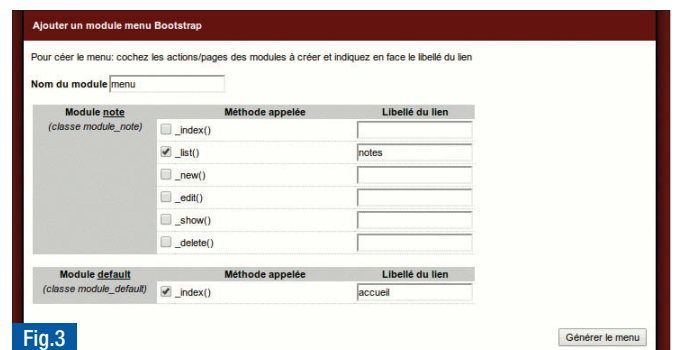 Ajouter un module menu Bootstrap
Pour céer le menu: cochez les actions/pages des modules à créer et indiquez en face le libellé du lien
Nom du module menu
Module note Méthode appelée Libellé du lien
(classe module_note) _index()
_list() notes
_new()
_edit()
_show()
_delete()
Module default Méthode appelée Libellé du lien
(classe module_default) _index() accueil
Fig.3
Générer le menu